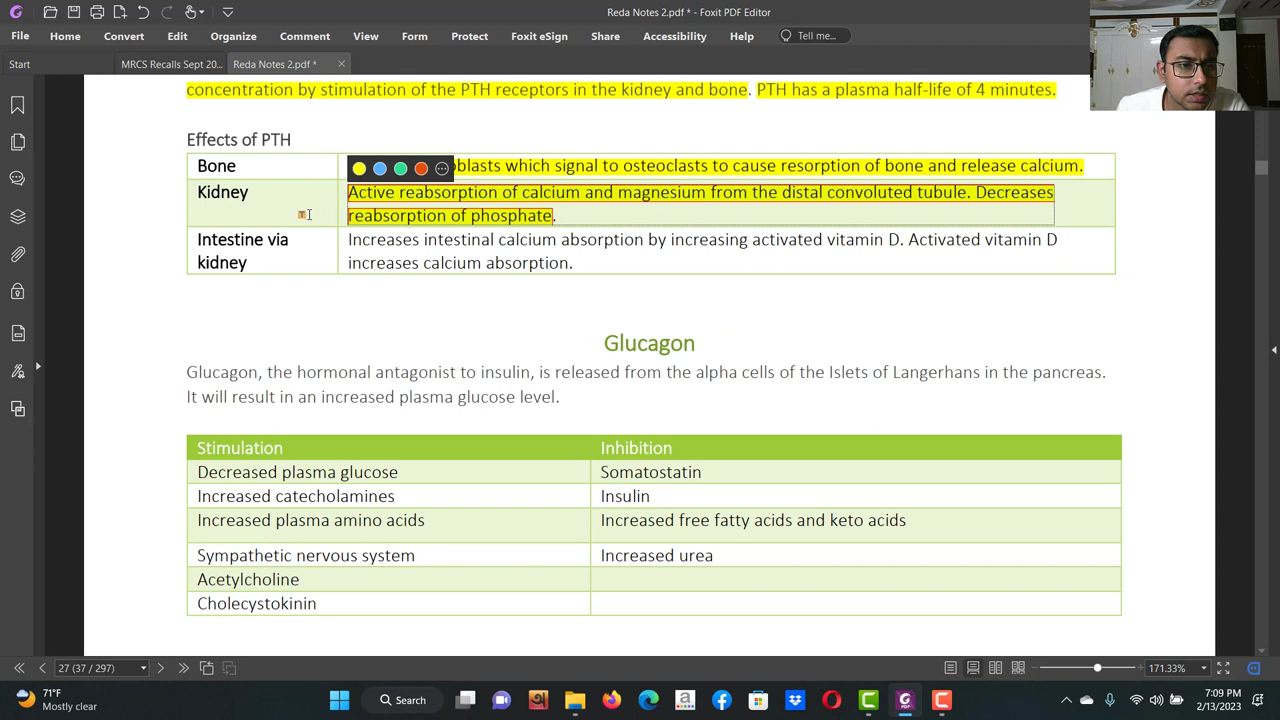 Reda Notes 2.pdf * - Foxit PDF Editor
File Home Convert Edit Organize Comment View Form Protect Foxit eSign Share Accessibility Help Tell me...
Start MRCS Recalls Sept 20... Reda Notes 2.pdf *
concentration by stimulation of the PTH receptors in the kidney and bone. PTH has a plasma half-life of 4 minutes.
Effects of PTH
Bone blasts which signal to osteoclasts to cause resorption of bone and release calcium.
Kidney Active reabsorption of calcium and magnesium from the distal convoluted tubule. Decreases
reabsorption of phosphate.
Intestine via Increases intestinal calcium absorption by increasing activated vitamin D. Activated vitamin D
kidney increases calcium absorption.
Glucagon
Glucagon, the hormonal antagonist to insulin, is released from the alpha cells of the Islets of Langerhans in the pancreas.
It will result in an increased plasma glucose level.
Stimulation Inhibition
Decreased plasma glucose Somatostatin
Increased catecholamines Insulin
Increased plasma amino acids Increased free fatty acids and keto acids
Sympathetic nervous system Increased urea
Acetylcholine
Cholecystokinin
27 (37 / 297) 171.33%
71°F
Mostly clear
Search
7:09 PM
2/13/2023